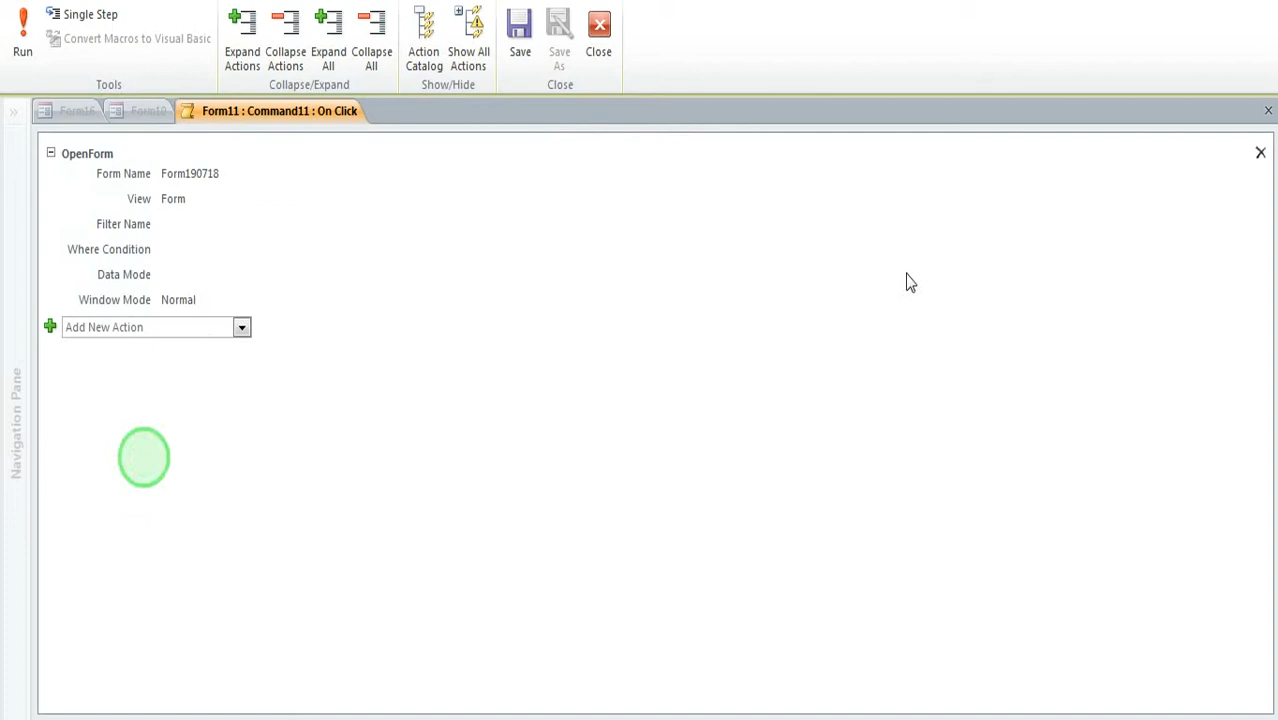 Single Step
Convert Macros to Visual Basic
Run
Tools
Expand Actions
Collapse Actions
Expand All
Collapse All
Collapse/Expand
Action Catalog
Show All Actions
Show/Hide
Save
Save As
Close
Close
Form16
Form10
Form11 : Command11 : On Click
OpenForm
Form Name Form190718
View Form
Filter Name
Where Condition
Data Mode
Window Mode Normal
Add New Action
Navigation Pane